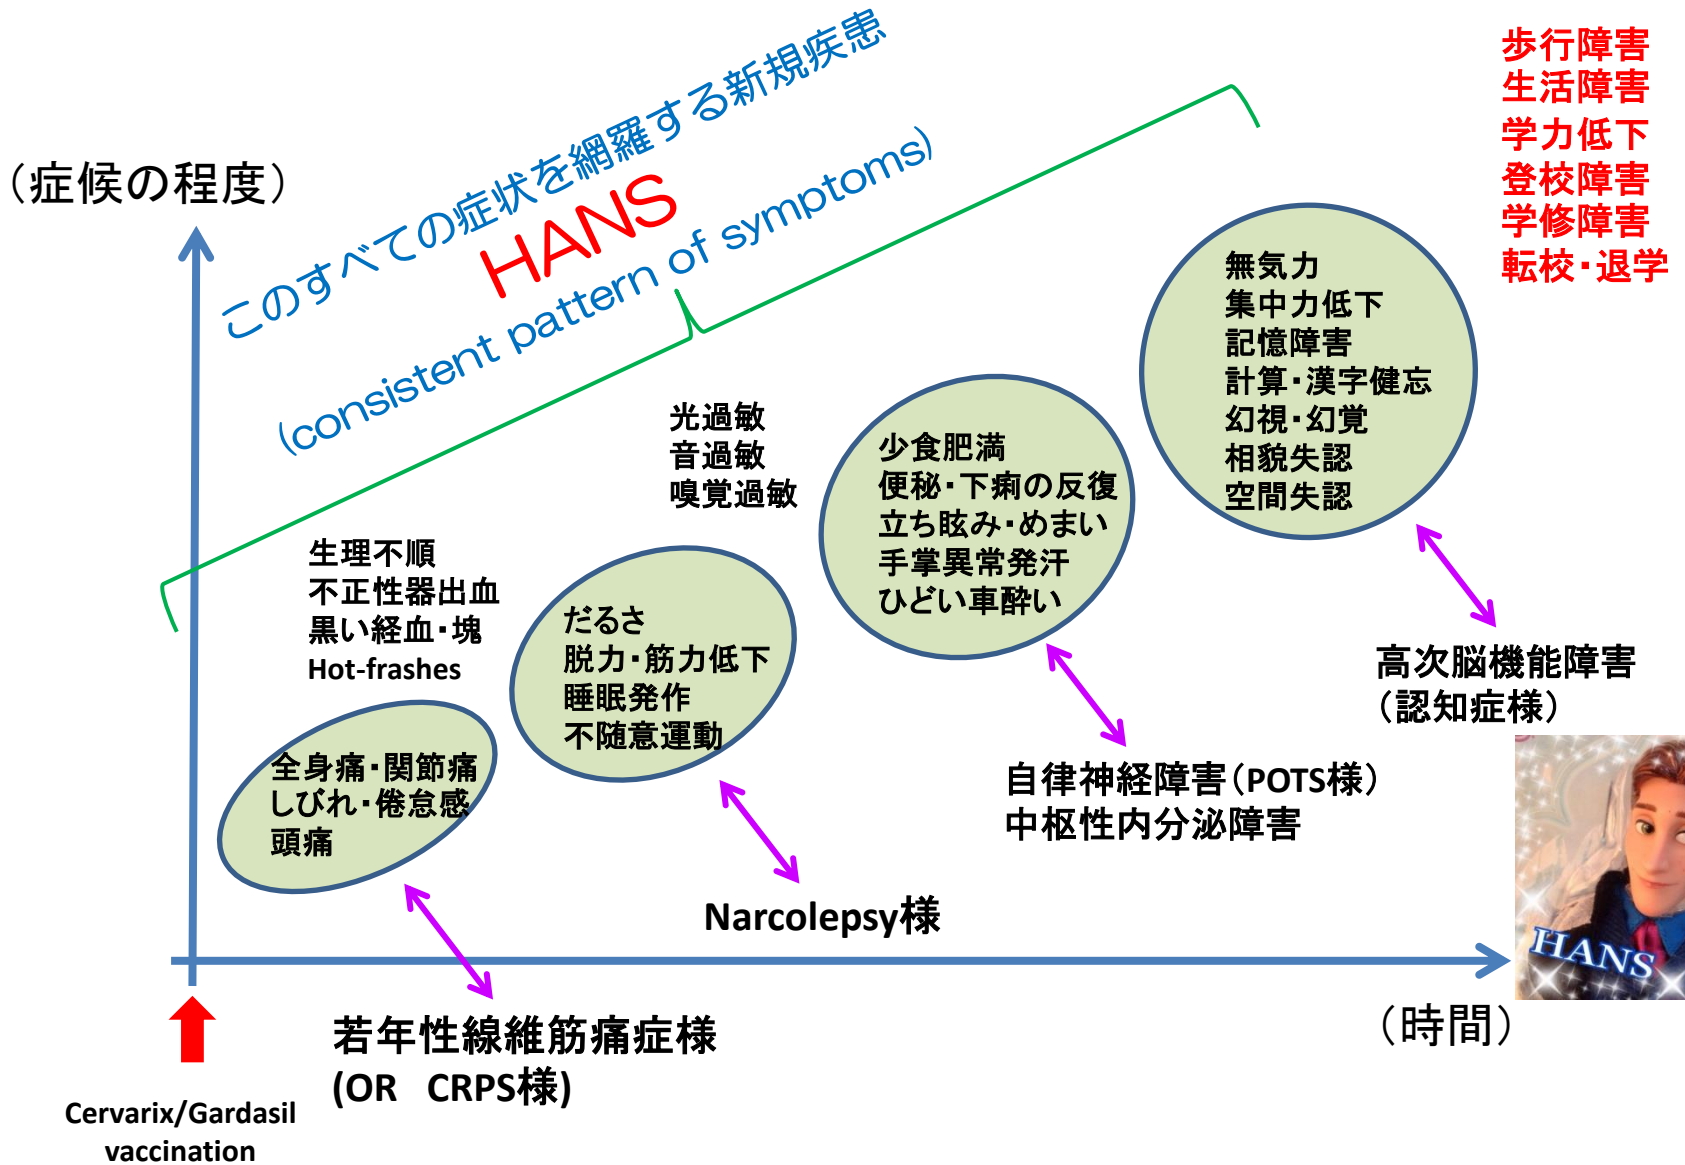 このすべての症状を網羅する新規疾患
HANS
(consistent pattern of symptoms)
（症候の程度）
歩行障害
生活障害
学力低下
登校障害
学修障害
転校・退学
無気力
集中力低下
記憶障害
計算・漢字健忘
幻視・幻覚
相貌失認
空間失認
光過敏
音過敏
嗅覚過敏
少食肥満
便秘・下痢の反復
立ち眩み・めまい
手掌異常発汗
ひどい車酔い
生理不順
不正性器出血
黒い経血・塊
Hot-frashes
だるさ
脱力・筋力低下
睡眠発作
不随意運動
全身痛・関節痛
しびれ・倦怠感
頭痛
高次脳機能障害
（認知症様）
自律神経障害（POTS様）
中枢性内分泌障害
Narcolepsy様
若年性線維筋痛症様
(OR　CRPS様)
HANS
（時間）
Cervarix/Gardasil
vaccination